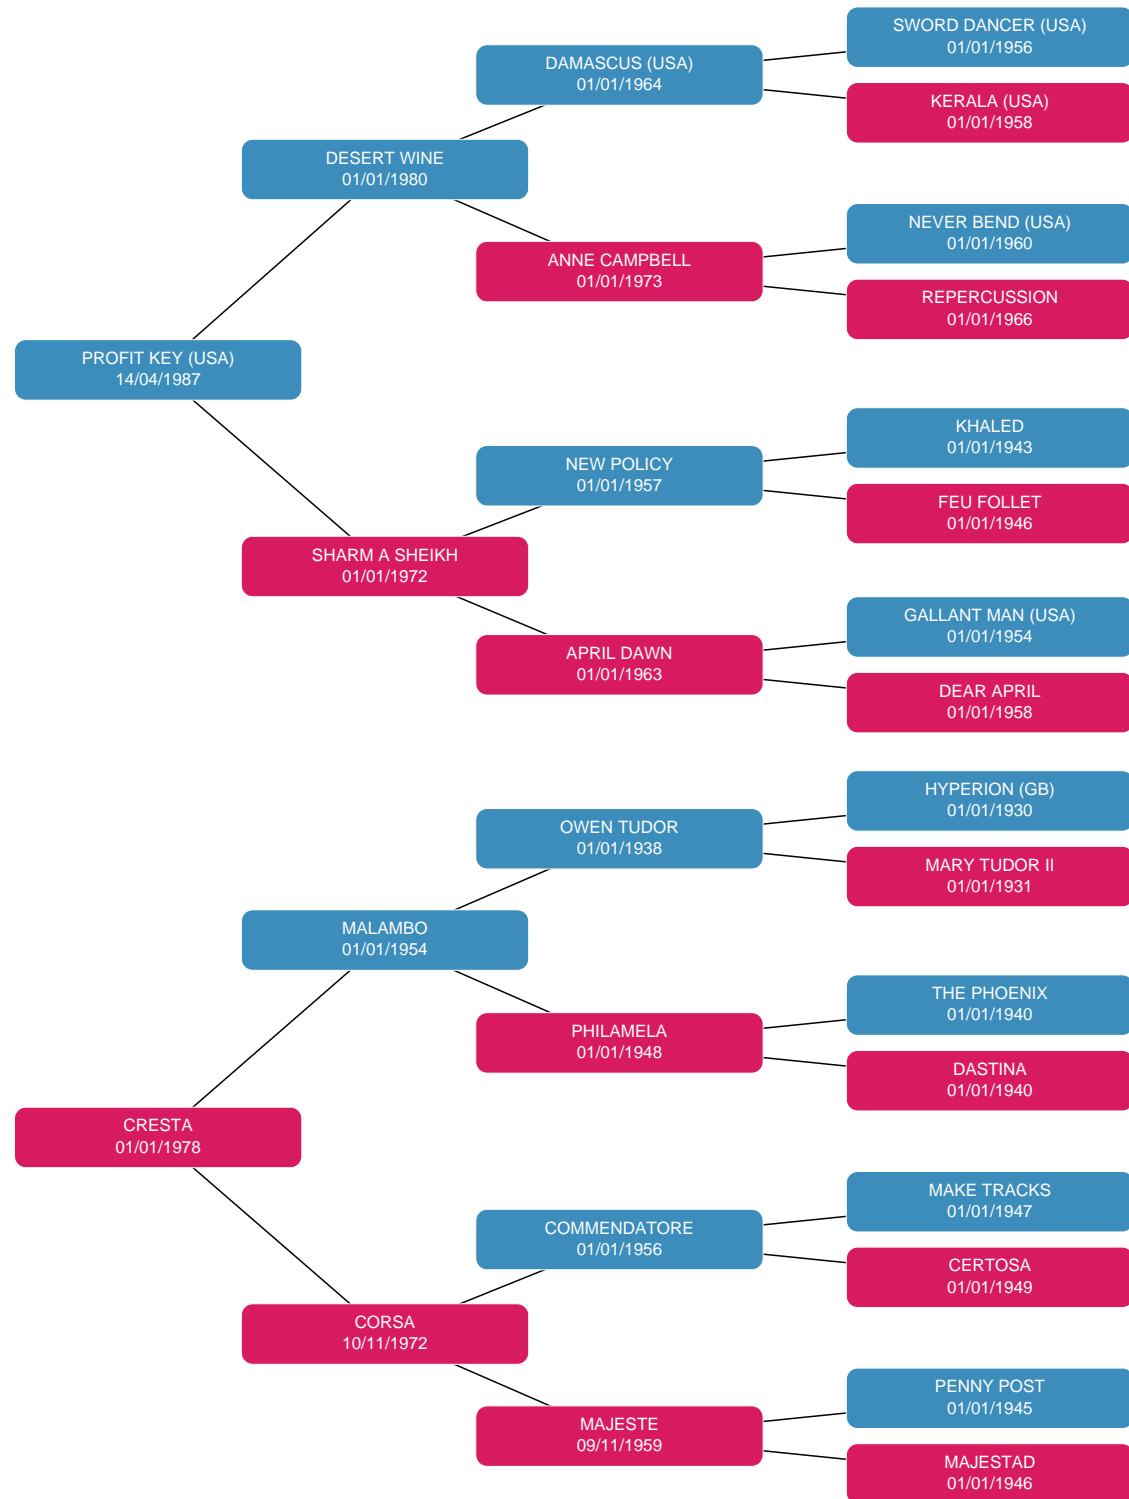 SWORD DANCER (USA)
01/01/1956
DAMASCUS (USA)
01/01/1964
KERALA (USA)
01/01/1958
DESERT WINE
01/01/1980
NEVER BEND (USA)
01/01/1960
ANNE CAMPBELL
01/01/1973
REPERCUSSION
01/01/1966
PROFIT KEY (USA)
14/04/1987
KHALED
01/01/1943
NEW POLICY
01/01/1957
FEU FOLLET
01/01/1946
SHARM A SHEIKH
01/01/1972
GALLANT MAN (USA)
01/01/1954
APRIL DAWN
01/01/1963
DEAR APRIL
01/01/1958
HYPERION (GB)
01/01/1930
OWEN TUDOR
01/01/1938
MARY TUDOR II
01/01/1931
MALAMBO
01/01/1954
THE PHOENIX
01/01/1940
PHILAMELA
01/01/1948
DASTINA
01/01/1940
CRESTA
01/01/1978
MAKE TRACKS
01/01/1947
COMMENDATORE
01/01/1956
CERTOSA
01/01/1949
CORSA
10/11/1972
PENNY POST
01/01/1945
MAJESTE
09/11/1959
MAJESTAD
01/01/1946